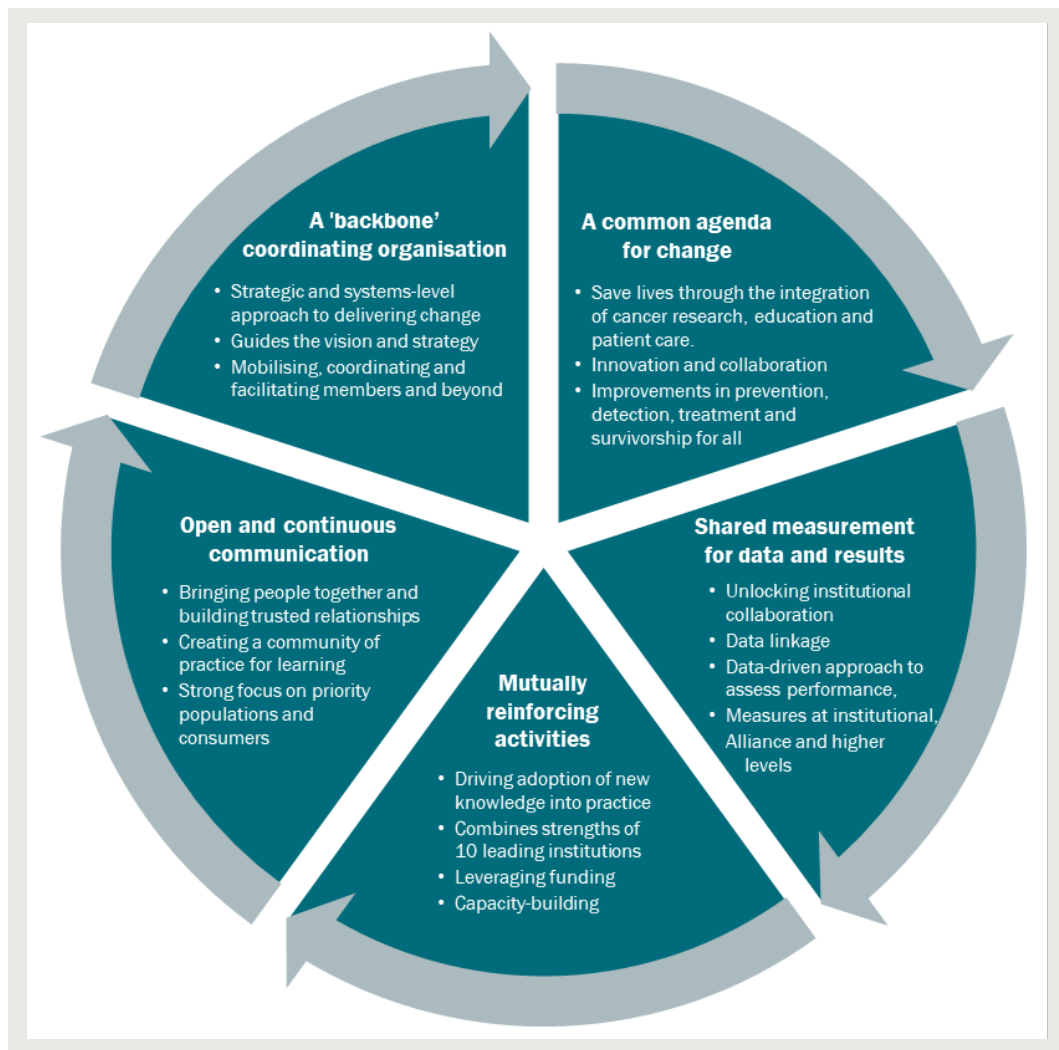 A 'backbone’
coordinating organisation
• Strategic and systems-level
approach to delivering change
• Guides the vision and strategy
• Mobilising, coordinating and
facilitating members and beyond
A common agenda
for change
• Save lives through the integration
of cancer research, education and
patient care.
• Innovation and collaboration
• Improvements in prevention,
detection, treatment and
survivorship for all
Shared measurement
for data and results
• Unlocking institutional
collaboration
• Data linkage
• Data-driven approach to
assess performance,
• Measures at institutional,
Alliance and higher
levels
Mutually
reinforcing
activities
• Driving adoption of new
knowledge into practice
• Combines strengths of
10 leading institutions
• Leveraging funding
• Capacity-building
Open and continuous
communication
• Bringing people together and
building trusted relationships
• Creating a community of
practice for learning
• Strong focus on priority
populations and
consumers